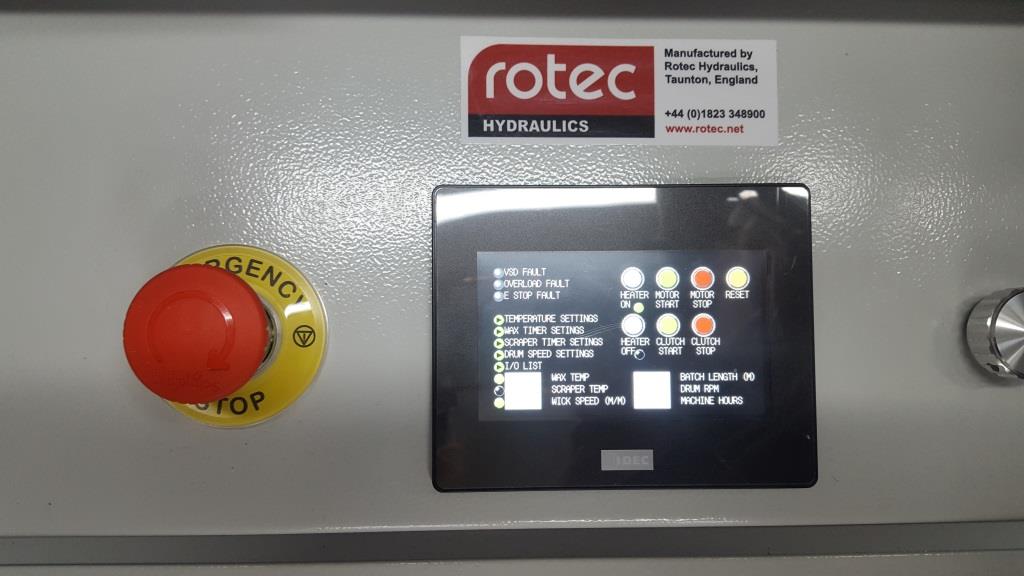 rotec
HYDRAULICS
Manufactured by
Rotec Hydraulics,
Taunton, England
+44 (0)1823 348900
www.rotec.net
RGENCY
STOP
VSD FAULT
OVERLOAD FAULT
E STOP FAULT
HEATER
ON
MOTOR
START
MOTOR
STOP
RESET
TEMPERATURE SETTINGS
WAX TIMER SETINGS
SCRAPER TIMER SETINGS
DRUM SPEED SETTINGS
I/O LIST
HEATER
OFF
CLUTCH
START
CLUTCH
STOP
WAX TEMP
SCRAPER TEMP
WICK SPEED (M/M)
BATCH LENGTH (M)
DRUM RPM
MACHINE HOURS
IDEC